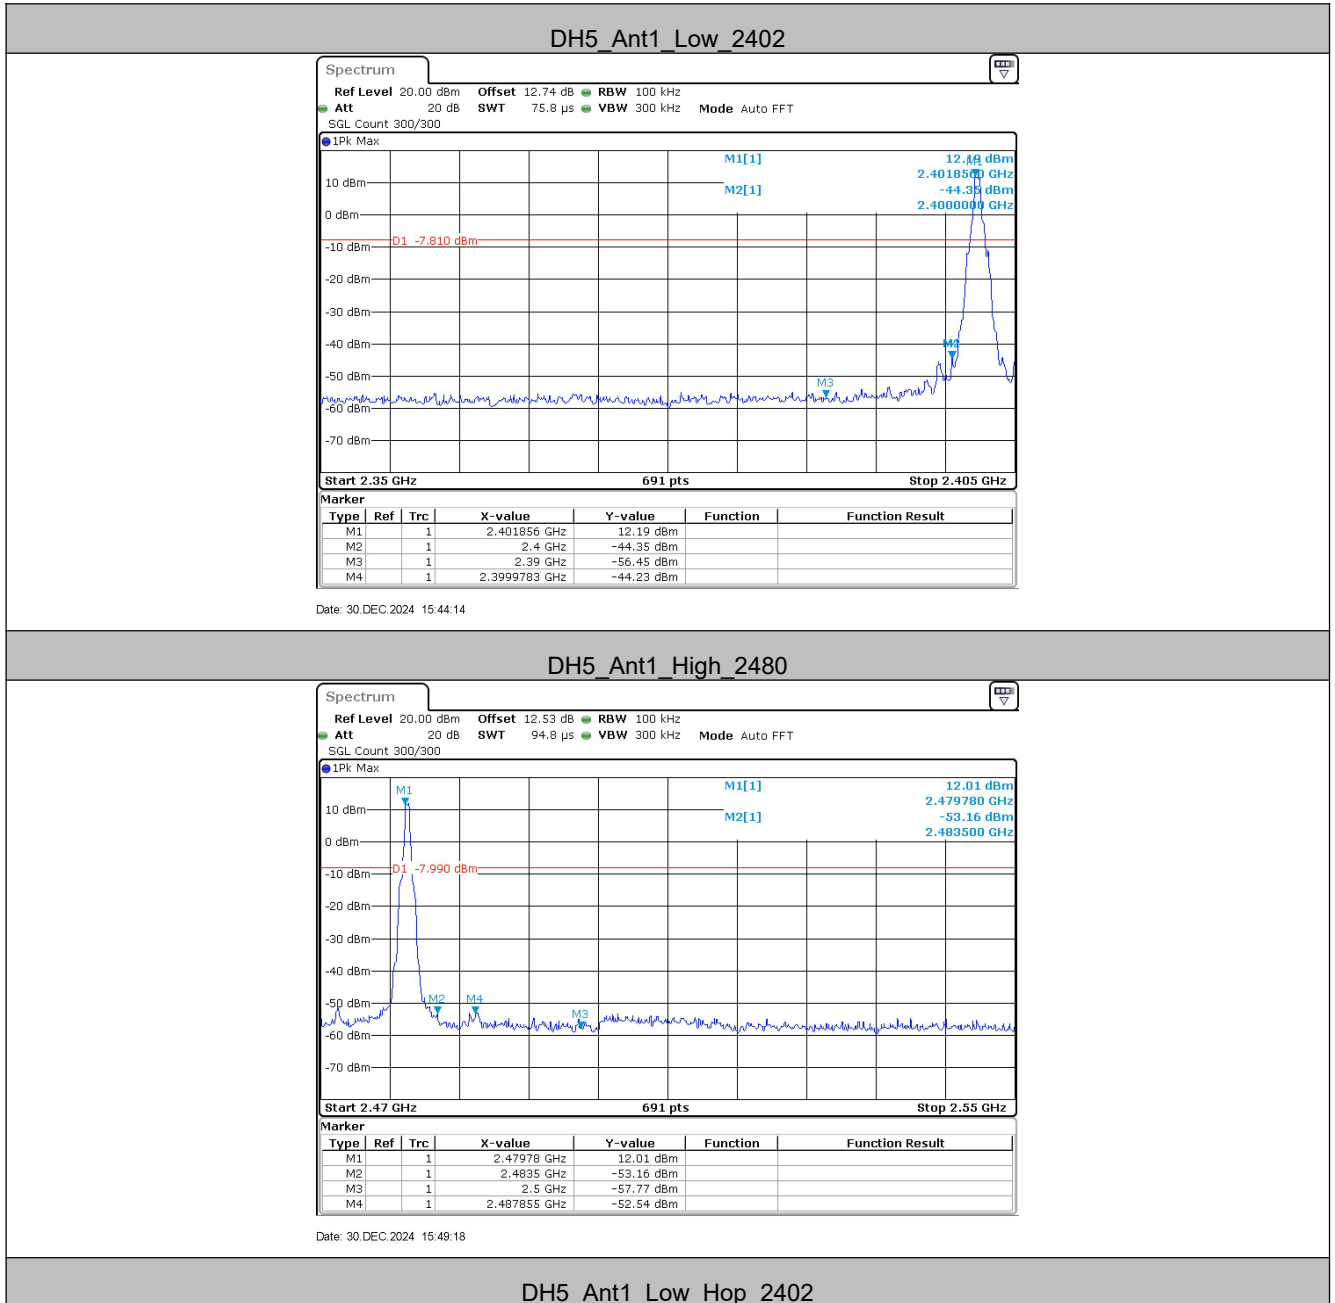 DH5_Ant1_Low_2402
Spectrum
Ref Level 20.00 dBm Offset 12.74 dB RBW 100 kHz
Att 20 dB SWT 75.8 µs VBW 300 kHz Mode Auto FFT
SGL Count 300/300
1Pk Max
M1[1] 12.19 dBm
2.4018560 GHz
M2[1] -44.35 dBm
2.4000000 GHz
M1
10 dBm
0 dBm
D1 -7.810 dBm
-10 dBm
-20 dBm
-30 dBm
-40 dBm
M2
-50 dBm
M3
-60 dBm
-70 dBm
Start 2.35 GHz 691 pts Stop 2.405 GHz
Marker
Type Ref Trc X-value Y-value Function Function Result
M1 1 2.401856 GHz 12.19 dBm
M2 1 2.4 GHz -44.35 dBm
M3 1 2.39 GHz -56.45 dBm
M4 1 2.3999783 GHz -44.23 dBm
Date: 30.DEC.2024 15:44:14
DH5_Ant1_High_2480
Spectrum
Ref Level 20.00 dBm Offset 12.53 dB RBW 100 kHz
Att 20 dB SWT 94.8 µs VBW 300 kHz Mode Auto FFT
SGL Count 300/300
1Pk Max
M1[1] 12.01 dBm
2.479780 GHz
M2[1] -53.16 dBm
2.483500 GHz
M1
10 dBm
0 dBm
D1 -7.990 dBm
-10 dBm
-20 dBm
-30 dBm
-40 dBm
-50 dBm
M2 M4
M3
-60 dBm
-70 dBm
Start 2.47 GHz 691 pts Stop 2.55 GHz
Marker
Type Ref Trc X-value Y-value Function Function Result
M1 1 2.47978 GHz 12.01 dBm
M2 1 2.4835 GHz -53.16 dBm
M3 1 2.5 GHz -57.77 dBm
M4 1 2.487855 GHz -52.54 dBm
Date: 30.DEC.2024 15:49:18
DH5_Ant1_Low_Hop_2402